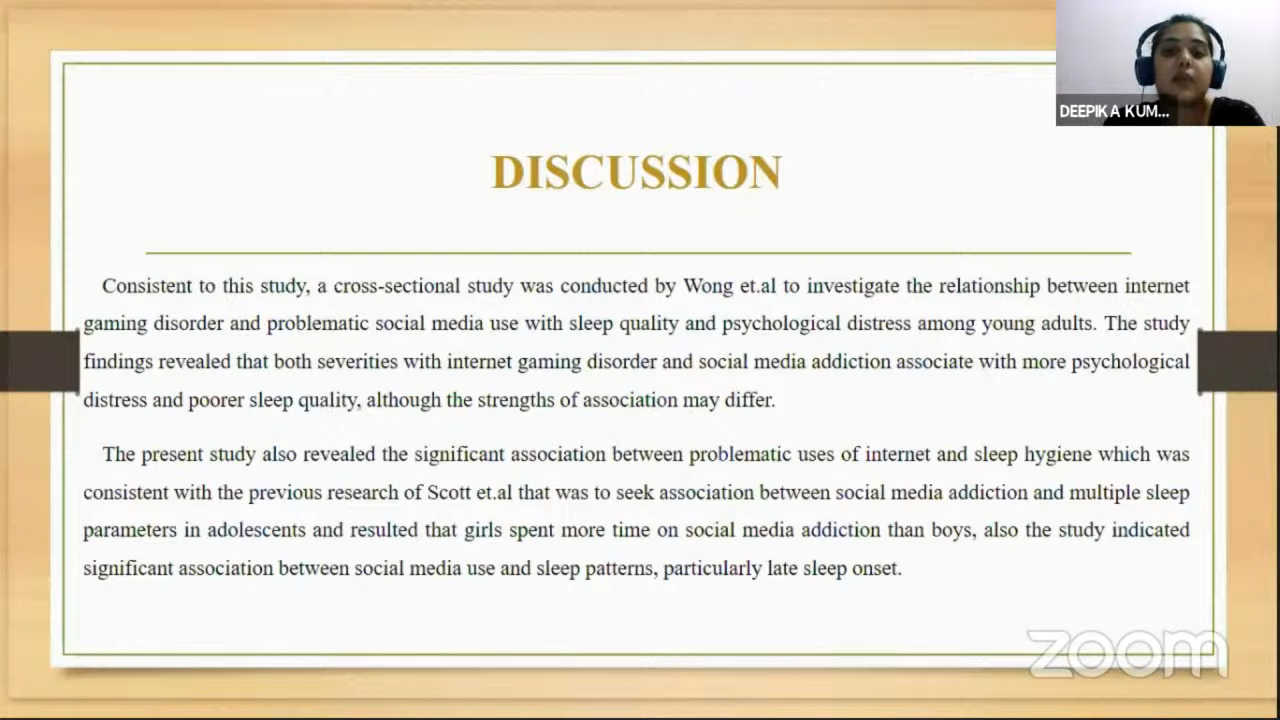 DEEPIKA KUM...
DISCUSSION
Consistent to this study, a cross-sectional study was conducted by Wong et.al to investigate the relationship between internet
gaming disorder and problematic social media use with sleep quality and psychological distress among young adults. The study
findings revealed that both severities with internet gaming disorder and social media addiction associate with more psychological
distress and poorer sleep quality, although the strengths of association may differ.
The present study also revealed the significant association between problematic uses of internet and sleep hygiene which was
consistent with the previous research of Scott et.al that was to seek association between social media addiction and multiple sleep
parameters in adolescents and resulted that girls spent more time on social media addiction than boys, also the study indicated
significant association between social media use and sleep patterns, particularly late sleep onset.
zoom